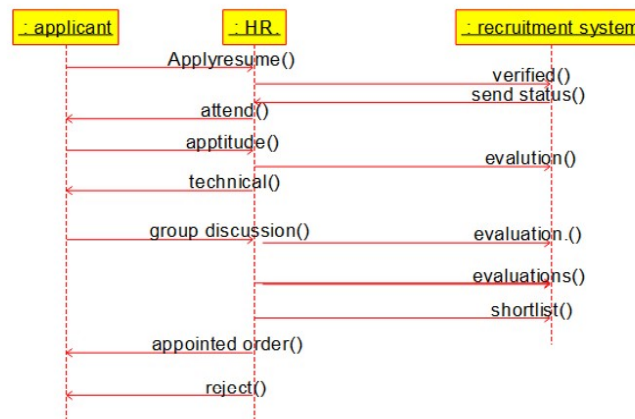 : applicant
: HR.
: recruitment system
Applyresume()
verified()
send status()
attend()
apptitude()
evalution()
technical()
group discussion()
evaluation.()
evaluations()
shortlist()
appointed order()
reject()